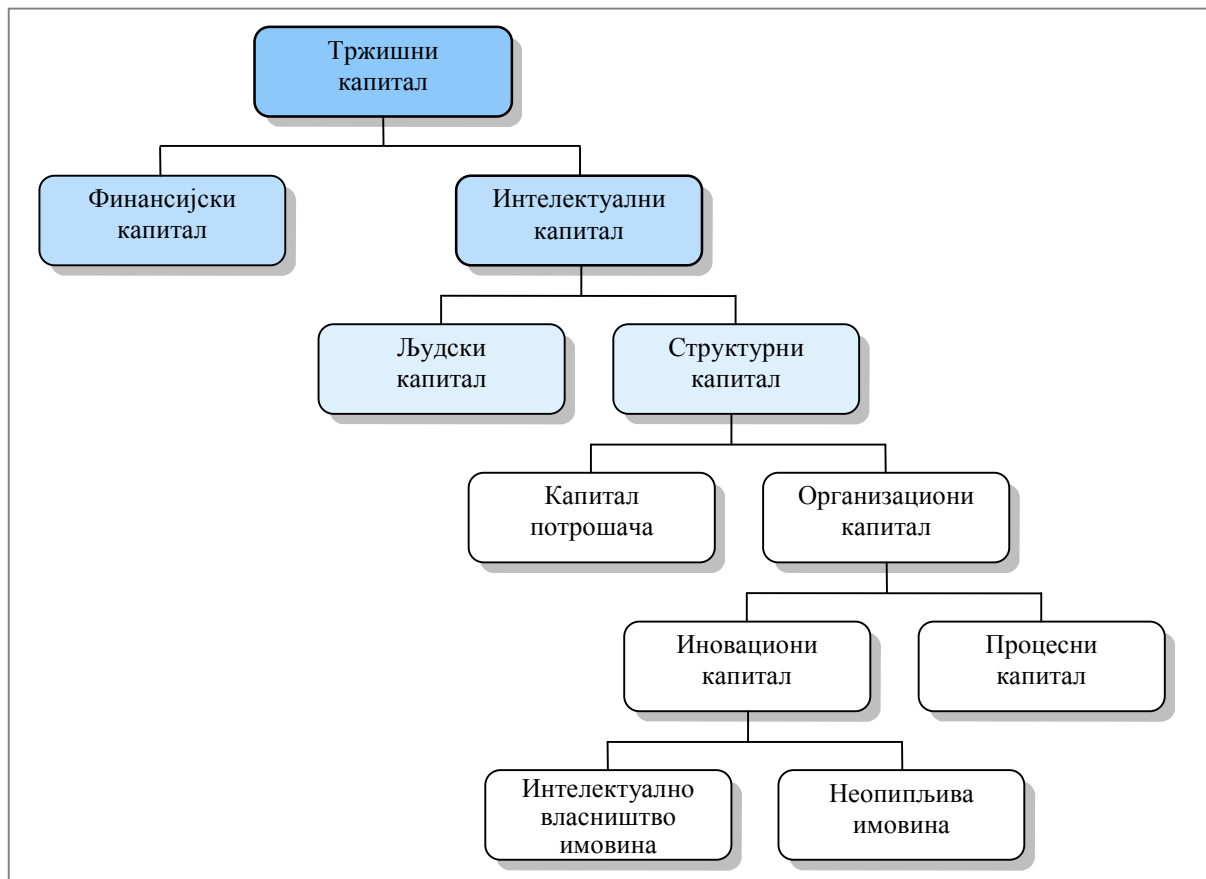 Тржишни
капитал
Финансијски
капитал
Интелектуални
капитал
Људски
капитал
Структурни
капитал
Капитал
потрошача
Организациони
капитал
Иновациони
капитал
Процесни
капитал
Интелектуално
власништво
имовина
Неопипљива
имовина